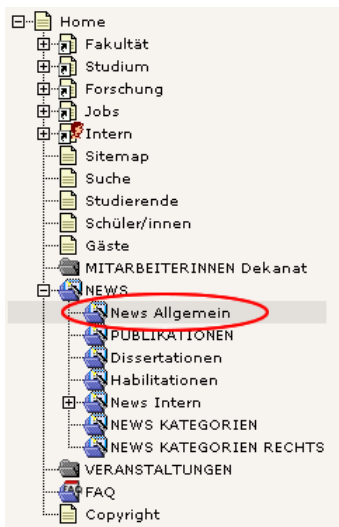 Home
Fakultät
Studium
Forschung
Jobs
Intern
Sitemap
Suche
Studierende
Schüler/innen
Gäste
MITARBEITERINNEN Dekanat
NEWS
News Allgemein
PUBLIKATIONEN
Dissertationen
Habilitationen
News Intern
NEWS KATEGORIEN
NEWS KATEGORIEN RECHTS
VERANSTALTUNGEN
FAQ FAQ
Copyright